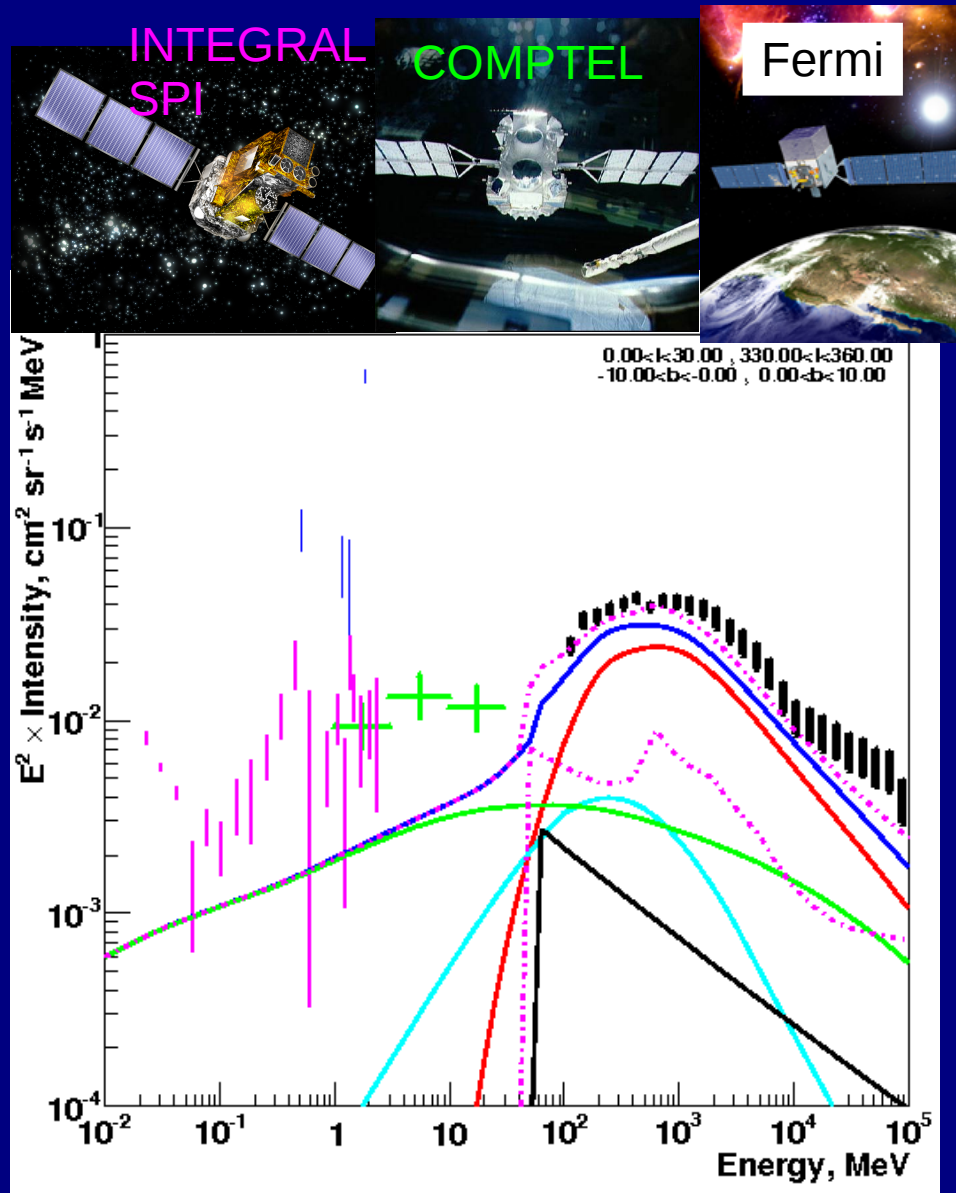 INTEGRAL
SPI
COMPTEL
Fermi
0.00<l<30.00 , 330.00<l<360.00
-10.00<b<-0.00 , 0.00<b<10.00
E² × Intensity, cm² sr⁻¹ s⁻¹ MeV
1
10⁻¹
10⁻²
10⁻³
10⁻⁴
10⁻² 10⁻¹ 1 10 10² 10³ 10⁴ 10⁵
Energy, MeV